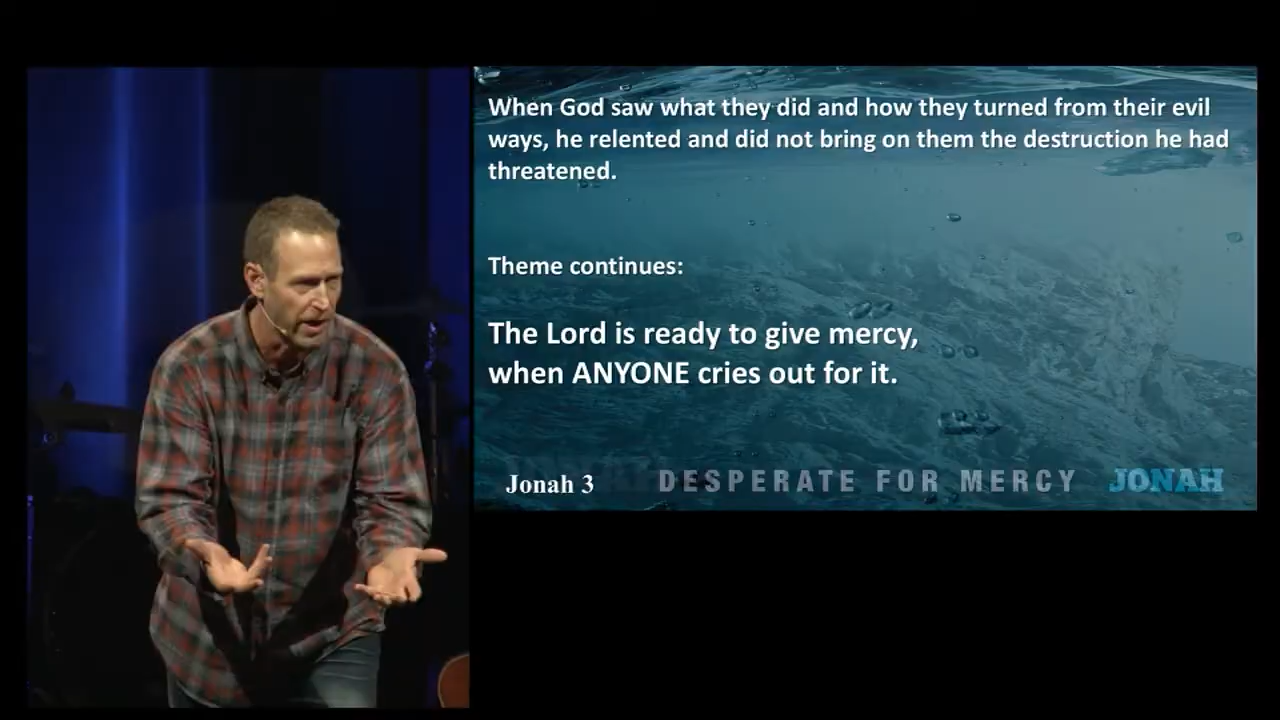 When God saw what they did and how they turned from their evil
ways, he relented and did not bring on them the destruction he had
threatened.
Theme continues:
The Lord is ready to give mercy,
when ANYONE cries out for it.
Jonah 3 DESPERATE FOR MERCY JONAH